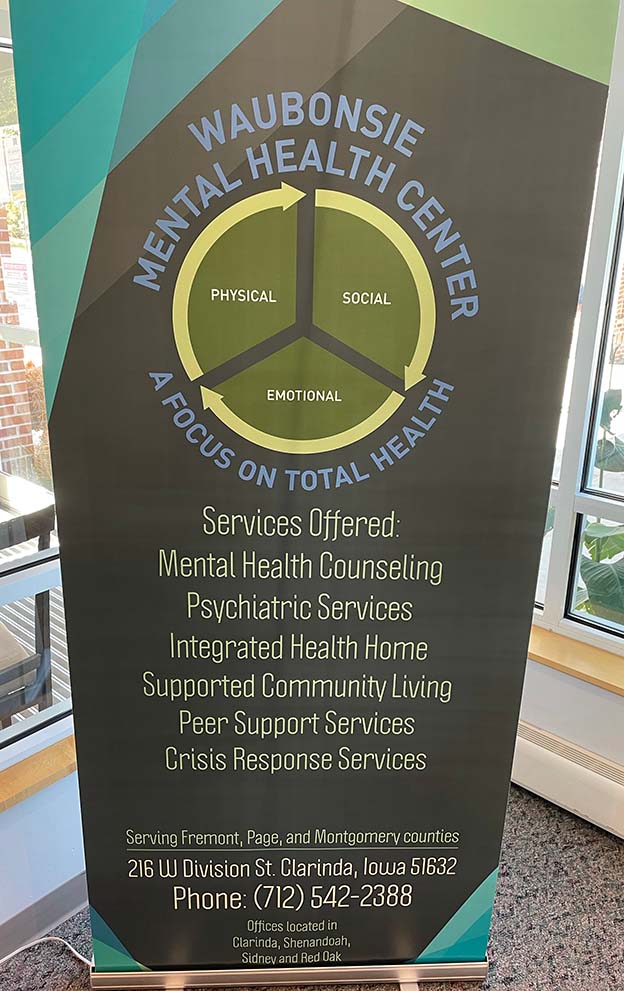 WAUBONSIE
MENTAL HEALTH CENTER
PHYSICAL
SOCIAL
EMOTIONAL
A FOCUS ON TOTAL HEALTH
Services Offered:
Mental Health Counseling
Psychiatric Services
Integrated Health Home
Supported Community Living
Peer Support Services
Crisis Response Services
Serving Fremont, Page, and Montgomery counties
216 W Division St. Clarinda, Iowa 51632
Phone: (712) 542-2388
Offices located in
Clarinda, Shenandoah,
Sidney and Red Oak